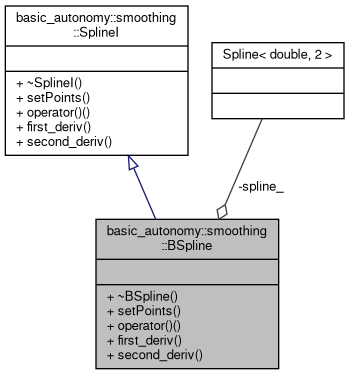 basic_autonomy::smoothing
::SplineI
+ ~SplineI()
+ setPoints()
+ operator()()
+ first_deriv()
+ second_deriv()
Spline< double, 2 >
-spline_
basic_autonomy::smoothing
::BSpline
+ ~BSpline()
+ setPoints()
+ operator()()
+ first_deriv()
+ second_deriv()